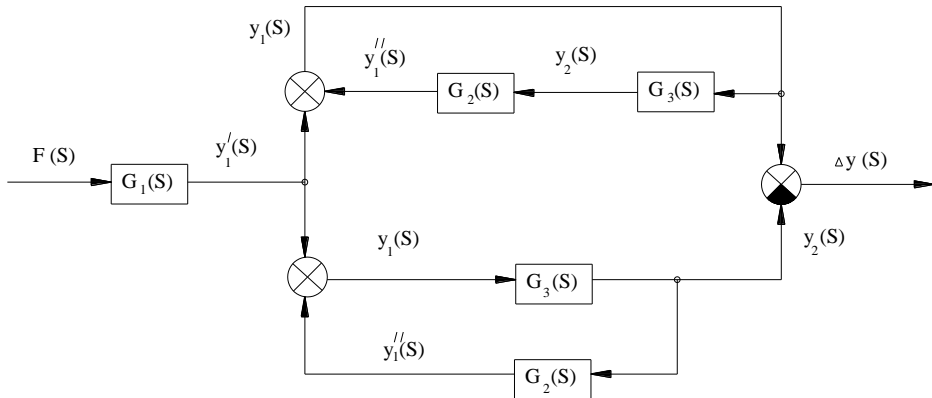 y₁(S)
y₁′′(S)
y₂(S)
G₂(S)
G₃(S)
F(S)
y₁′(S)
G₁(S)
Δy(S)
y₁(S)
y₂(S)
G₃(S)
y₁′′(S)
G₂(S)